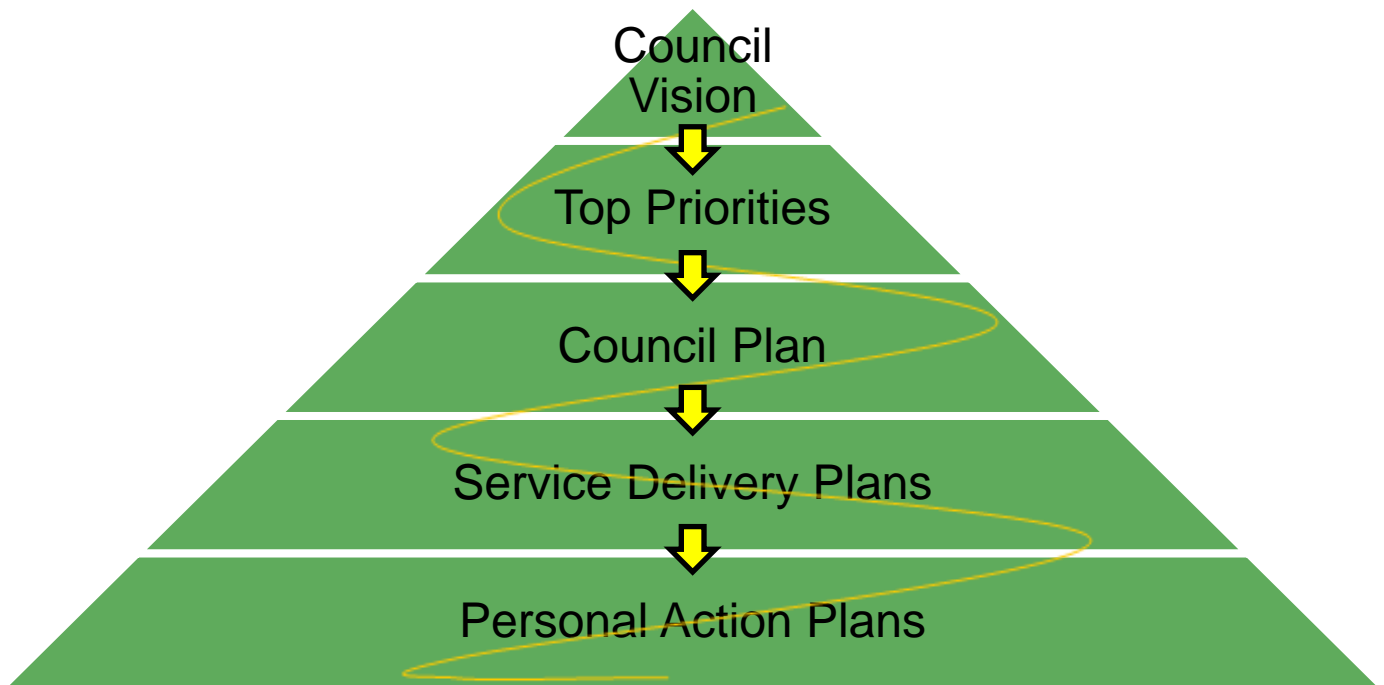 Council
Vision
Top Priorities
Council Plan
Service Delivery Plans
Personal Action Plans